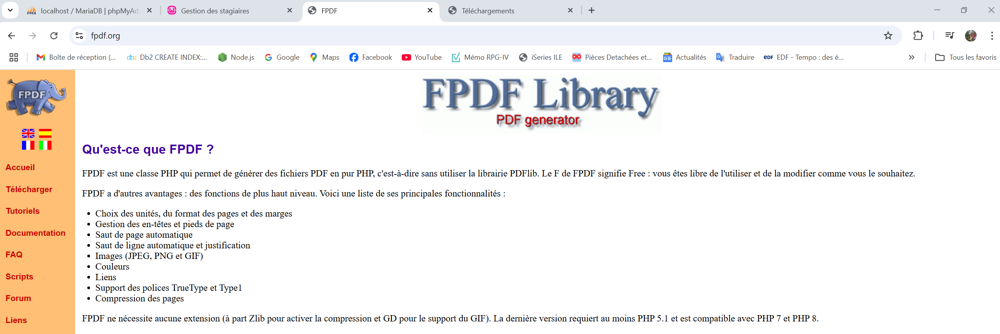 localhost / MariaDB | phpMyAd
Gestion des stagiaires
FPDF
Téléchargements
fpdf.org
Boîte de réception (...
Db2 CREATE INDEX:...
Node.js
Google
Maps
Facebook
YouTube
Mémo RPG-IV
iSeries ILE
Pièces Detachées et...
Actualités
Traduire
EDF - Tempo : des é...
Tous les favoris
FPDF
Accueil
Télécharger
Tutoriels
Documentation
FAQ
Scripts
Forum
Liens
FPDF Library
PDF generator
Qu'est-ce que FPDF ?
FPDF est une classe PHP qui permet de générer des fichiers PDF en pur PHP, c'est-à-dire sans utiliser la librairie PDFlib. Le F de FPDF signifie Free : vous êtes libre de l'utiliser et de la modifier comme vous le souhaitez.
FPDF a d'autres avantages : des fonctions de plus haut niveau. Voici une liste de ses principales fonctionnalités :
• Choix des unités, du format des pages et des marges
• Gestion des en-têtes et pieds de page
• Saut de page automatique
• Saut de ligne automatique et justification
• Images (JPEG, PNG et GIF)
• Couleurs
• Liens
• Support des polices TrueType et Type1
• Compression des pages
FPDF ne nécessite aucune extension (à part Zlib pour activer la compression et GD pour le support du GIF). La dernière version requiert au moins PHP 5.1 et est compatible avec PHP 7 et PHP 8.